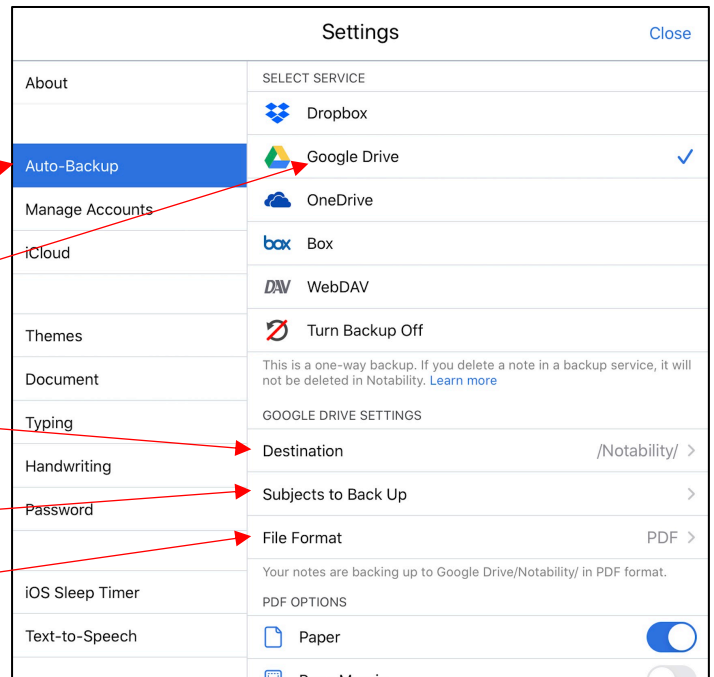 Settings
Close
About
Auto-Backup
Manage Accounts
iCloud
Themes
Document
Typing
Handwriting
Password
iOS Sleep Timer
Text-to-Speech
SELECT SERVICE
Dropbox
Google Drive
OneDrive
box Box
DAV WebDAV
Turn Backup Off
This is a one-way backup. If you delete a note in a backup service, it will
not be deleted in Notability. Learn more
GOOGLE DRIVE SETTINGS
Destination /Notability/ >
Subjects to Back Up >
File Format PDF >
Your notes are backing up to Google Drive/Notability/ in PDF format.
PDF OPTIONS
Paper